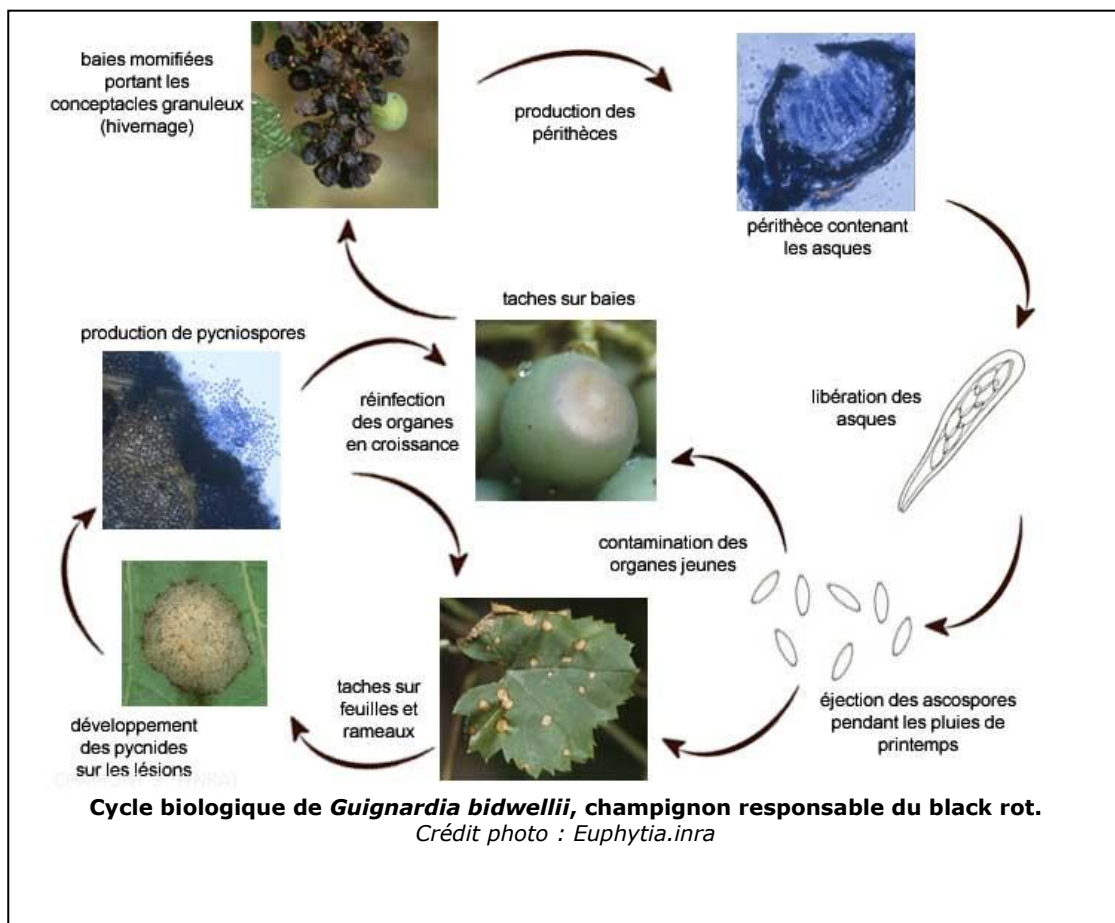 baies momifiées
portant les
conceptacles granuleux
(hivernage)
production des
périthèces
périthèce contenant
les asques
taches sur baies
production de pycniospores
réinfection
des organes
en croissance
libération des
asques
contamination des
organes jeunes
taches sur
feuilles et
rameaux
éjection des ascospores
pendant les pluies de
printemps
développement
des pycnides
sur les lésions
Cycle biologique de Guignardia bidwellii, champignon responsable du black rot.
Crédit photo : Euphytia.inra